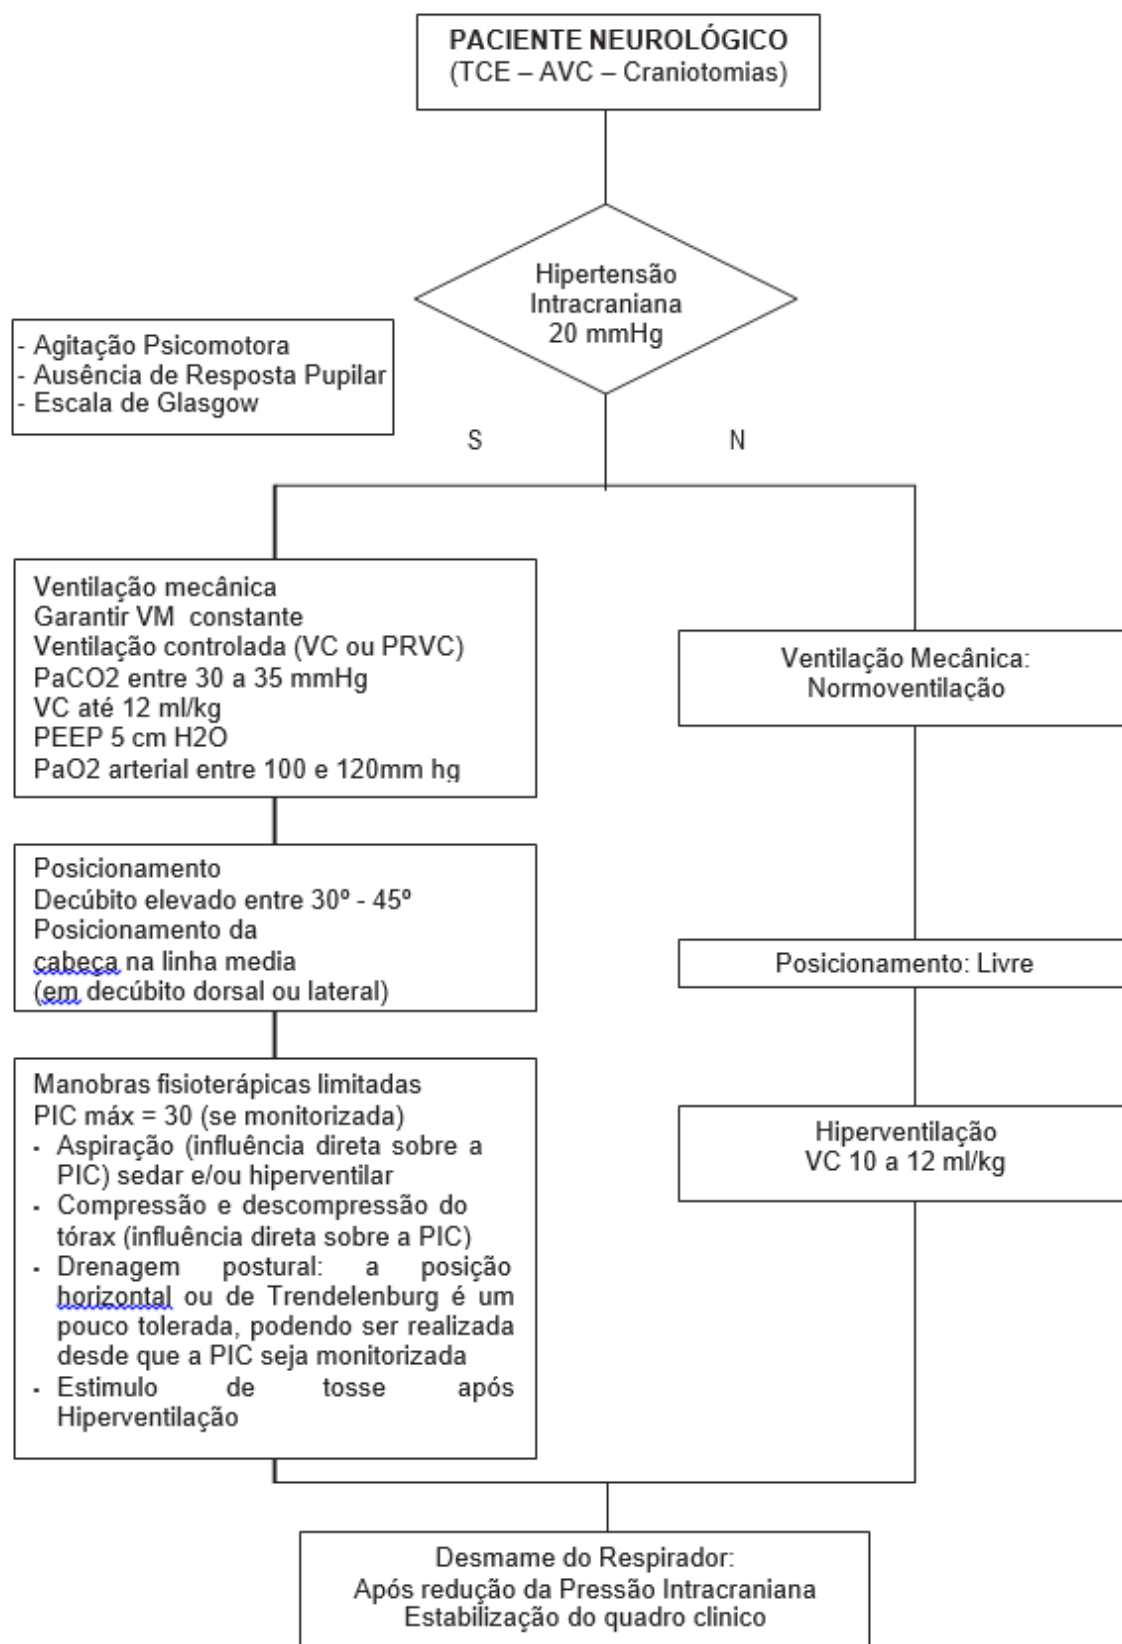 PACIENTE NEUROLÓGICO
(TCE – AVC – Craniotomias)
Hipertensão
Intracraniana
20 mmHg
- Agitação Psicomotora
- Ausência de Resposta Pupilar
- Escala de Glasgow
S
N
Ventilação mecânica
Garantir VM constante
Ventilação controlada (VC ou PRVC)
PaCO2 entre 30 a 35 mmHg
VC até 12 ml/kg
PEEP 5 cm H2O
PaO2 arterial entre 100 e 120mm hg
Ventilação Mecânica:
Normoventilação
Posicionamento
Decúbito elevado entre 30º - 45º
Posicionamento da
cabeça na linha media
(em decúbito dorsal ou lateral)
Posicionamento: Livre
Manobras fisioterápicas limitadas
PIC máx = 30 (se monitorizada)
- Aspiração (influência direta sobre a
PIC) sedar e/ou hiperventilar
- Compressão e descompressão do
tórax (influência direta sobre a PIC)
- Drenagem postural: a posição
horizontal ou de Trendelenburg é um
pouco tolerada, podendo ser realizada
desde que a PIC seja monitorizada
- Estimulo de tosse após
Hiperventilação
Hiperventilação
VC 10 a 12 ml/kg
Desmame do Respirador:
Após redução da Pressão Intracraniana
Estabilização do quadro clinico